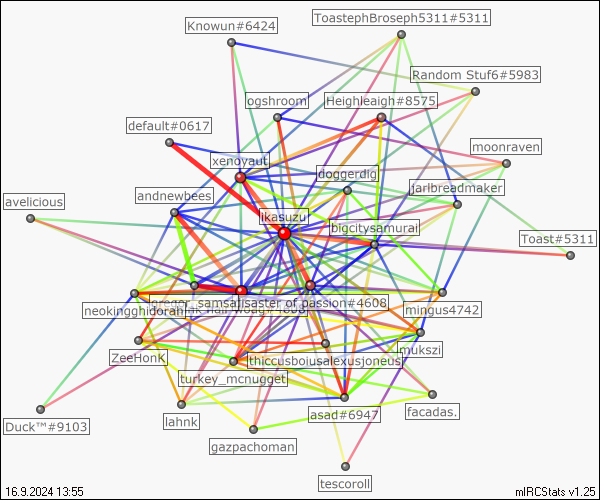 ToastephBroseph5311#5311
Knowun#6424
Random Stuf6#5983
ogshroom
Heighleaigh#8575
default#0617
moonraven
xenoyaut
doggerdig
jarlbreadmaker
andnewbees
avelicious
ikasuzu
bigcitysamurai
Toast#5311
gregor_samsa
disaster of passion#4608
neokingghidorah
mingus4742
mukszi
ZeeHonK
thiccusboiusalexusjoneus
turkey_mcnugget
asad#6947
facadas.
lahnk
Duck™#9103
gazpachoman
tescoroll
16.9.2024 13:55
mIRCStats v1.25